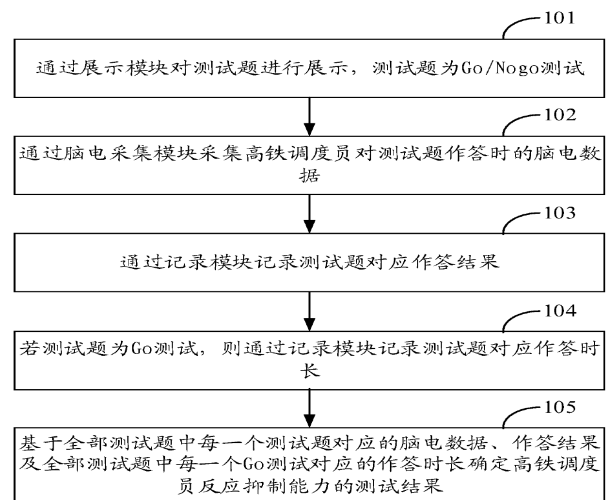 101
通过展示模块对测试题进行展示，测试题为Go/Nogo测试
102
通过脑电采集模块采集高铁调度员对测试题作答时的脑电数
据
103
通过记录模块记录测试题对应作答结果
104
若测试题为Go测试，则通过记录模块记录测试题对应作答时
长
105
基于全部测试题中每一个测试题对应的脑电数据、作答结果
及全部测试题中每一个Go测试对应的作答时长确定高铁调度
员反应抑制能力的测试结果